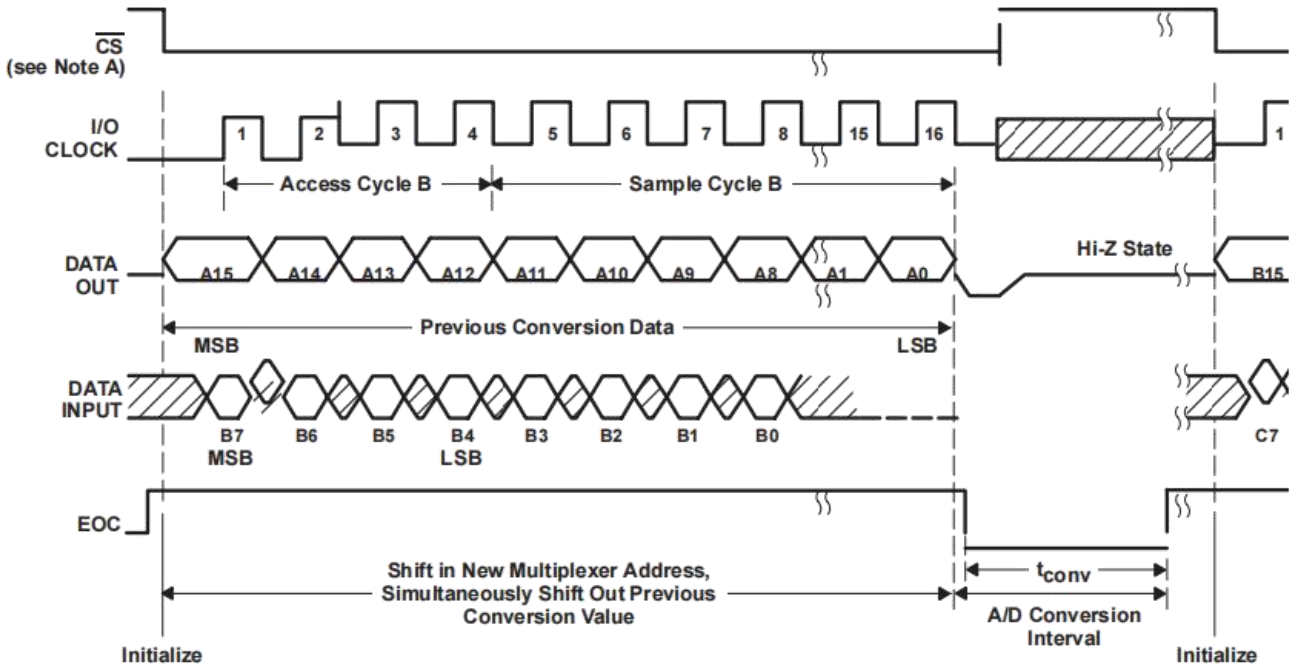 CS
(see Note A)
I/O
CLOCK
1 2 3 4 5 6 7 8 15 16 1
Access Cycle B
Sample Cycle B
DATA
OUT
A15 A14 A13 A12 A11 A10 A9 A8 A1 A0
Hi-Z State
B15
Previous Conversion Data
MSB
LSB
DATA
INPUT
B7 B6 B5 B4 B3 B2 B1 B0 C7
MSB
LSB
EOC
Shift in New Multiplexer Address,
Simultaneously Shift Out Previous
Conversion Value
tconv
A/D Conversion
Interval
Initialize
Initialize